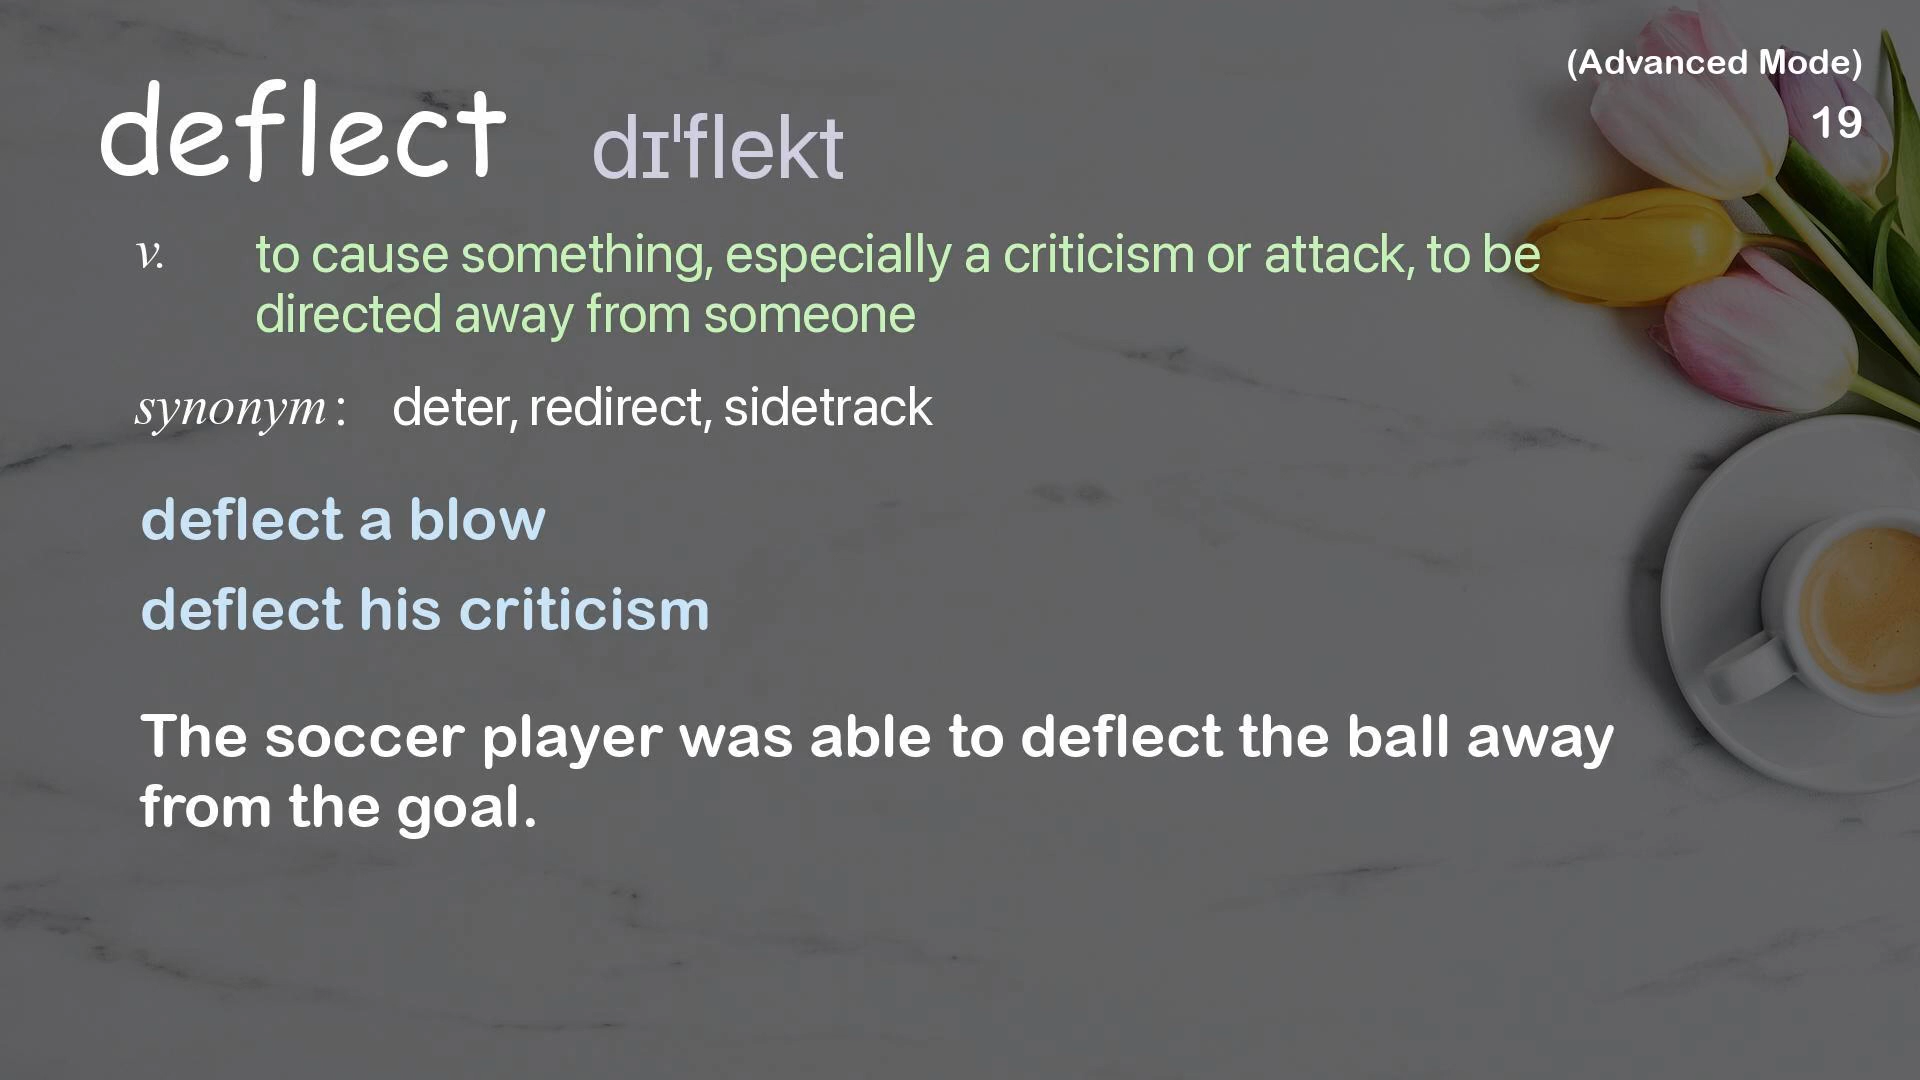 (Advanced Mode)
19
deflect dɪˈflekt
v. to cause something, especially a criticism or attack, to be
directed away from someone
synonym: deter, redirect, sidetrack
deflect a blow
deflect his criticism
The soccer player was able to deflect the ball away
from the goal.